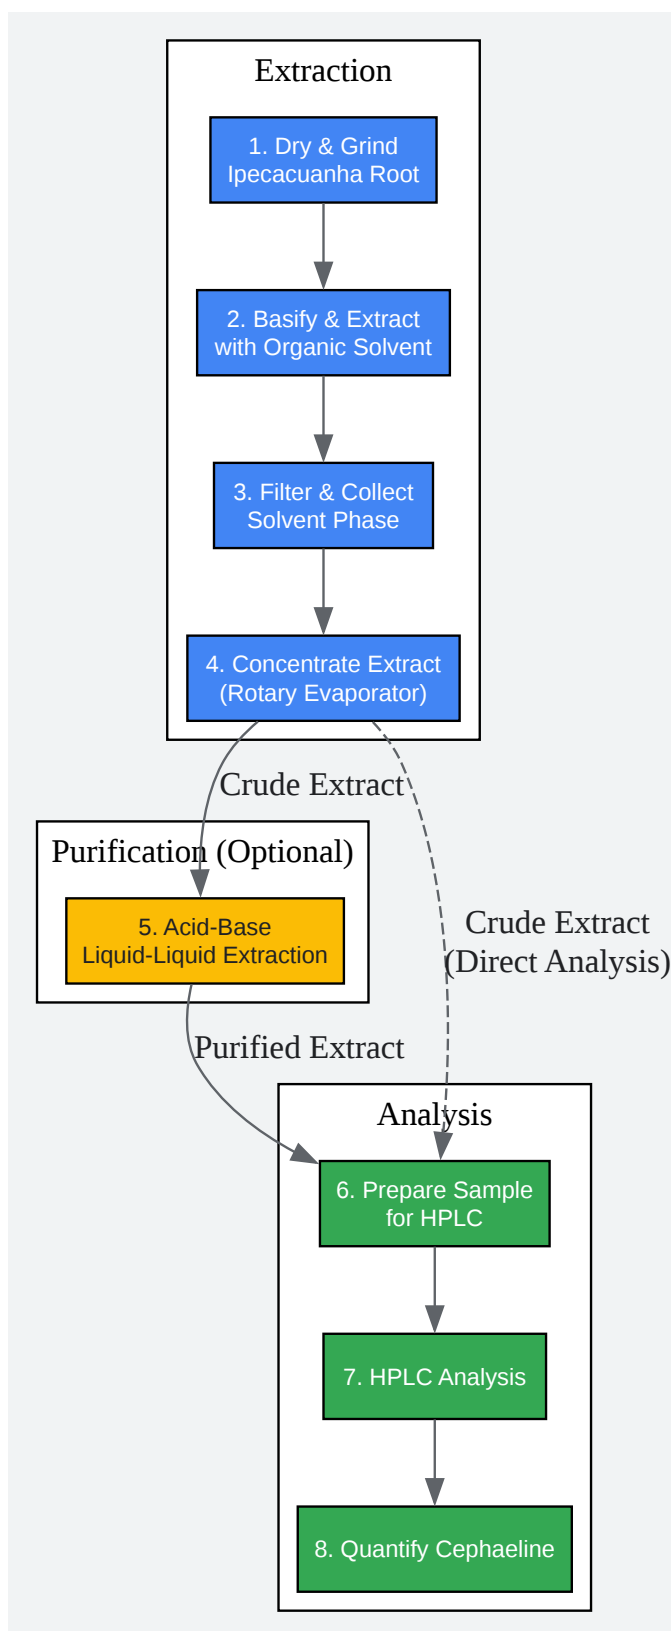 Extraction
1. Dry & Grind
Ipecacuanha Root
2. Basify & Extract
with Organic Solvent
3. Filter & Collect
Solvent Phase
4. Concentrate Extract
(Rotary Evaporator)
Crude Extract
Purification (Optional)
5. Acid-Base
Liquid-Liquid Extraction
Crude Extract
(Direct Analysis)
Purified Extract
Analysis
6. Prepare Sample
for HPLC
7. HPLC Analysis
8. Quantify Cephaeline